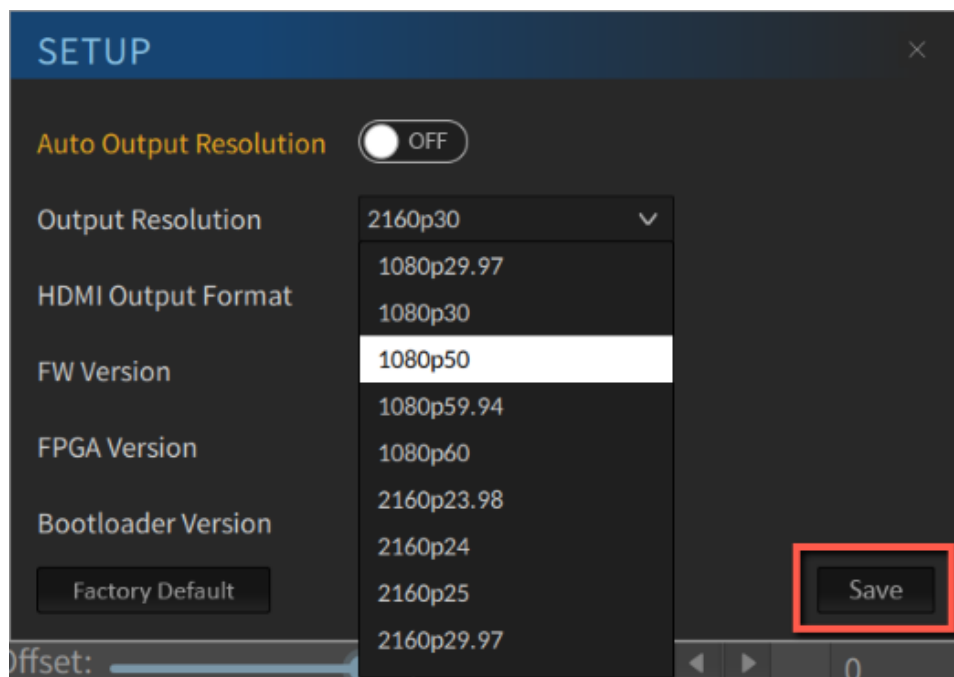 SETUP
Auto Output Resolution OFF
Output Resolution 2160p30
1080p29.97
HDMI Output Format
1080p30
1080p50
FW Version
1080p59.94
FPGA Version
1080p60
2160p23.98
Bootloader Version
2160p24
Factory Default
2160p25
Save
2160p29.97
ffset:
0